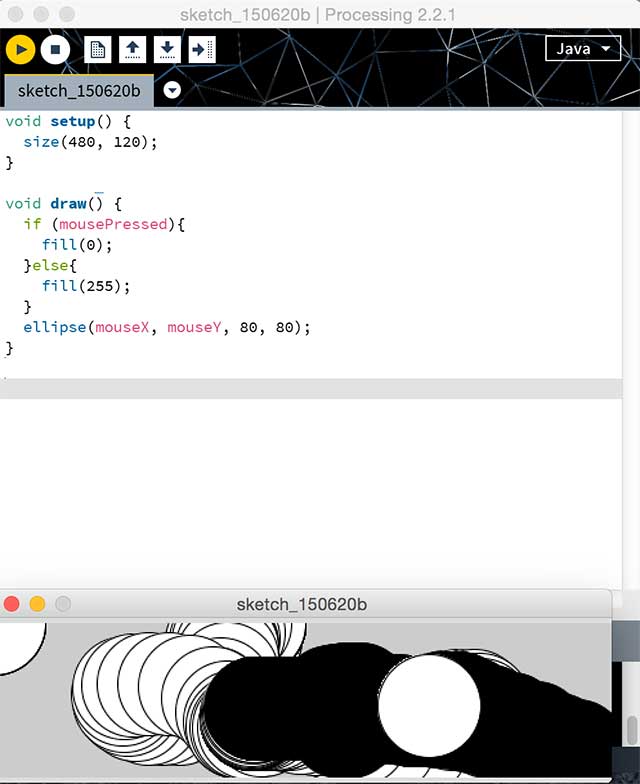 sketch_150620b | Processing 2.2.1
Java
sketch_150620b
void setup() {
  size(480, 120);
}
void draw() {
  if (mousePressed){
    fill(0);
  }else{
    fill(255);
  }
  ellipse(mouseX, mouseY, 80, 80);
}
sketch_150620b